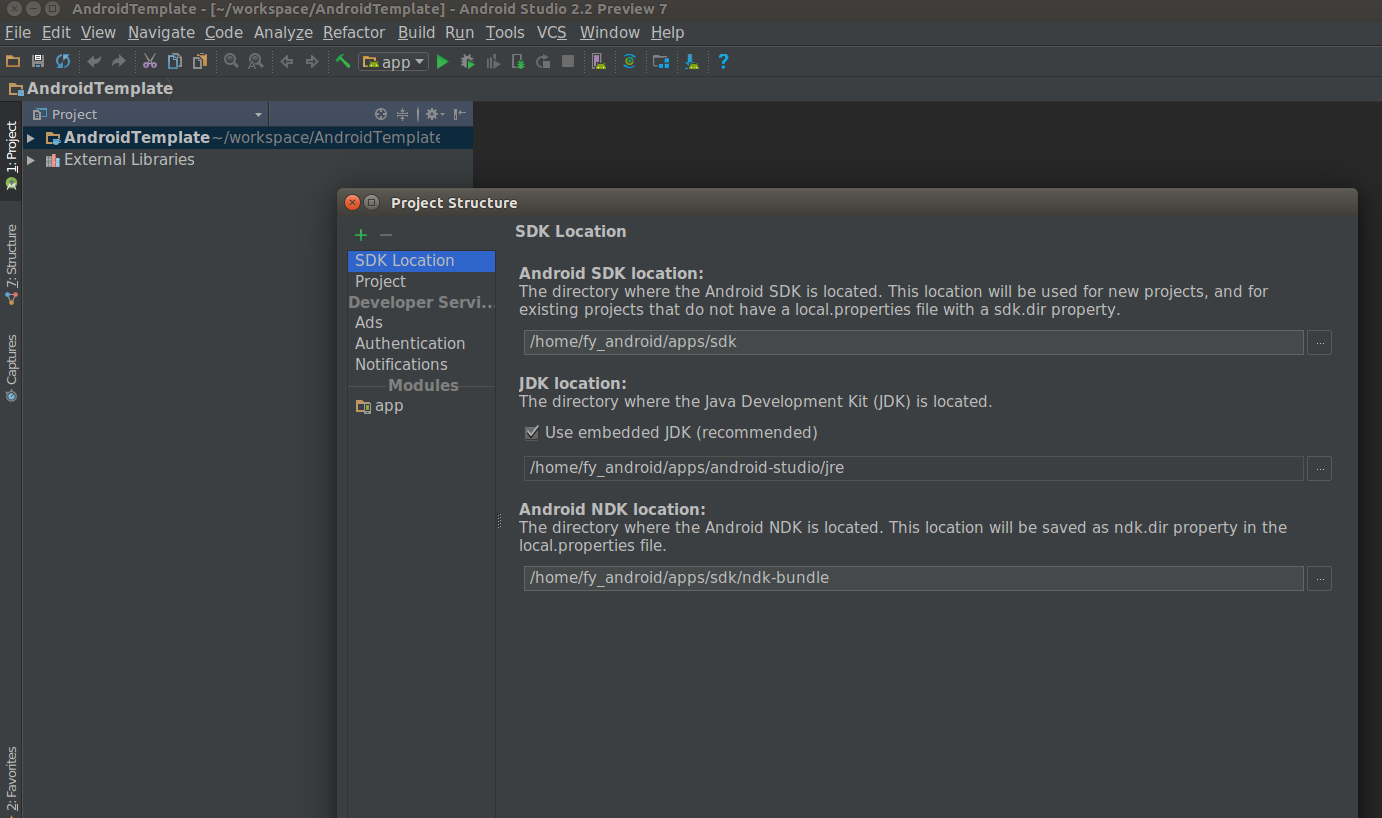 AndroidTemplate - [~/workspace/AndroidTemplate] - Android Studio 2.2 Preview 7
File Edit View Navigate Code Analyze Refactor Build Run Tools VCS Window Help
app
?
AndroidTemplate
Project
AndroidTemplate ~/workspace/AndroidTemplate
External Libraries
1: Project
7: Structure
Captures
2: Favorites
Project Structure
SDK Location
Project
Developer Servi...
Ads
Authentication
Notifications
Modules
app
SDK Location
Android SDK location:
The directory where the Android SDK is located. This location will be used for new projects, and for
existing projects that do not have a local.properties file with a sdk.dir property.
/home/fy_android/apps/sdk
...
JDK location:
The directory where the Java Development Kit (JDK) is located.
Use embedded JDK (recommended)
/home/fy_android/apps/android-studio/jre
...
Android NDK location:
The directory where the Android NDK is located. This location will be saved as ndk.dir property in the
local.properties file.
/home/fy_android/apps/sdk/ndk-bundle
...